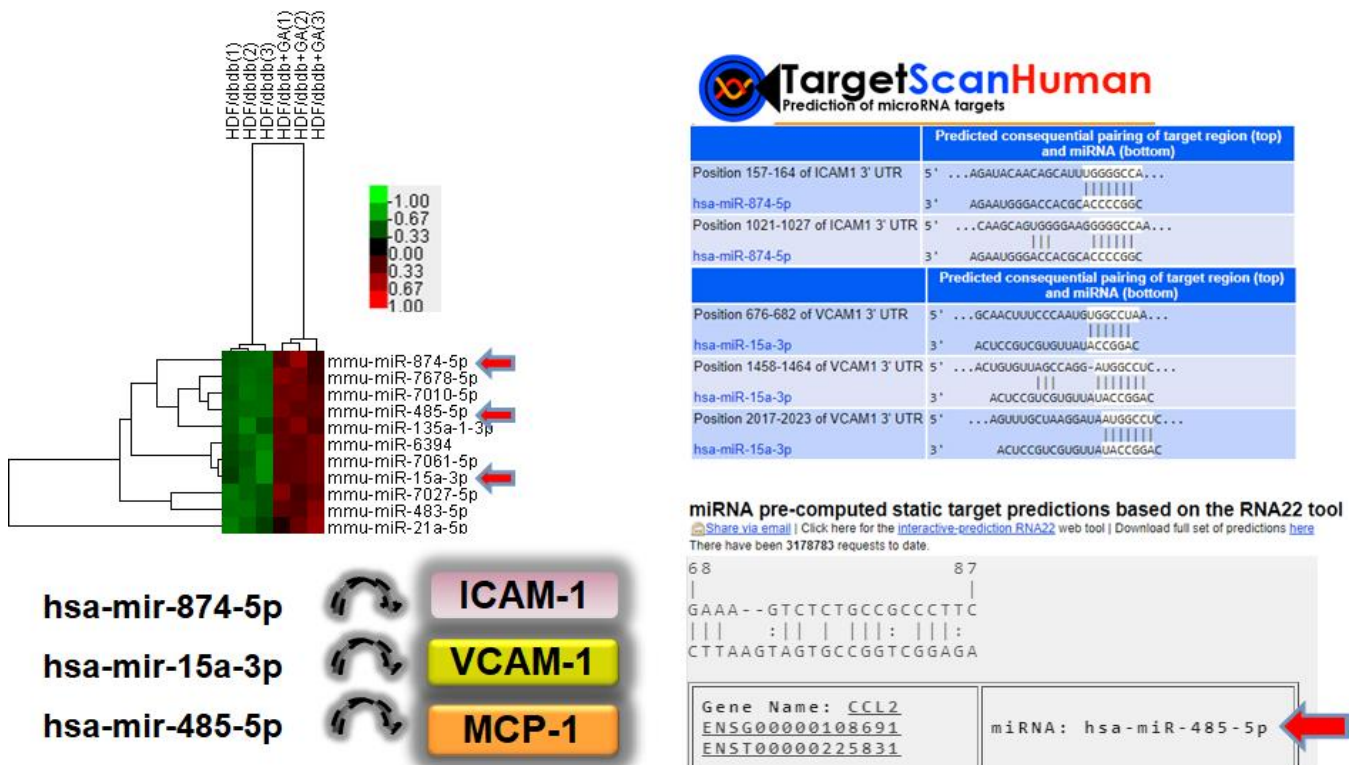 HDF/dbdb(1)
HDF/dbdb(2)
HDF/dbdb(3)
HDF/dbdb+GA(1)
HDF/dbdb+GA(2)
HDF/dbdb+GA(3)
-1.00
-0.67
-0.33
0.00
0.33
0.67
1.00
mmu-miR-874-5p
mmu-miR-7678-5p
mmu-miR-7010-5p
mmu-miR-485-5p
mmu-miR-135a-1-3p
mmu-miR-6394
mmu-miR-7061-5p
mmu-miR-15a-3p
mmu-miR-7027-5p
mmu-miR-483-5p
mmu-miR-21a-5p
hsa-mir-874-5p ICAM-1
hsa-mir-15a-3p VCAM-1
hsa-mir-485-5p MCP-1
TargetScanHuman
Prediction of microRNA targets
Predicted consequential pairing of target region (top)
and miRNA (bottom)
Position 157-164 of ICAM1 3' UTR 5' ...AGAUACAACAGCAUUUGGGGCCA...
hsa-miR-874-5p 3' AGAAUGGGACCACGCACCCCGGC
Position 1021-1027 of ICAM1 3' UTR 5' ...CAAGCAGUGGGGAAGGGGGCCAA...
hsa-miR-874-5p 3' AGAAUGGGACCACGCACCCCGGC
Predicted consequential pairing of target region (top)
and miRNA (bottom)
Position 676-682 of VCAM1 3' UTR 5' ...GCAACUUUCCCAAUGUGGCCUAA...
hsa-miR-15a-3p 3' ACUCCGUCGUGUUAUACCGGAC
Position 1458-1464 of VCAM1 3' UTR 5' ...ACUGUGUUAGCCAGG-AUGGCCUC...
hsa-miR-15a-3p 3' ACUCCGUCGUGUUAUACCGGAC
Position 2017-2023 of VCAM1 3' UTR 5' ...AGUUUGCUAAGGAUAAUGGCCUC...
hsa-miR-15a-3p 3' ACUCCGUCGUGUUAUACCGGAC
miRNA pre-computed static target predictions based on the RNA22 tool
Share via email | Click here for the interactive-prediction RNA22 web tool | Download full set of predictions here
There have been 3178783 requests to date.
68 87
GAAA--GTCTCTGCCGCCCTTC
CTTAAGTAGTGCCGGTCGGAGA
Gene Name: CCL2
ENSG00000108691
ENST00000225831
miRNA: hsa-miR-485-5p